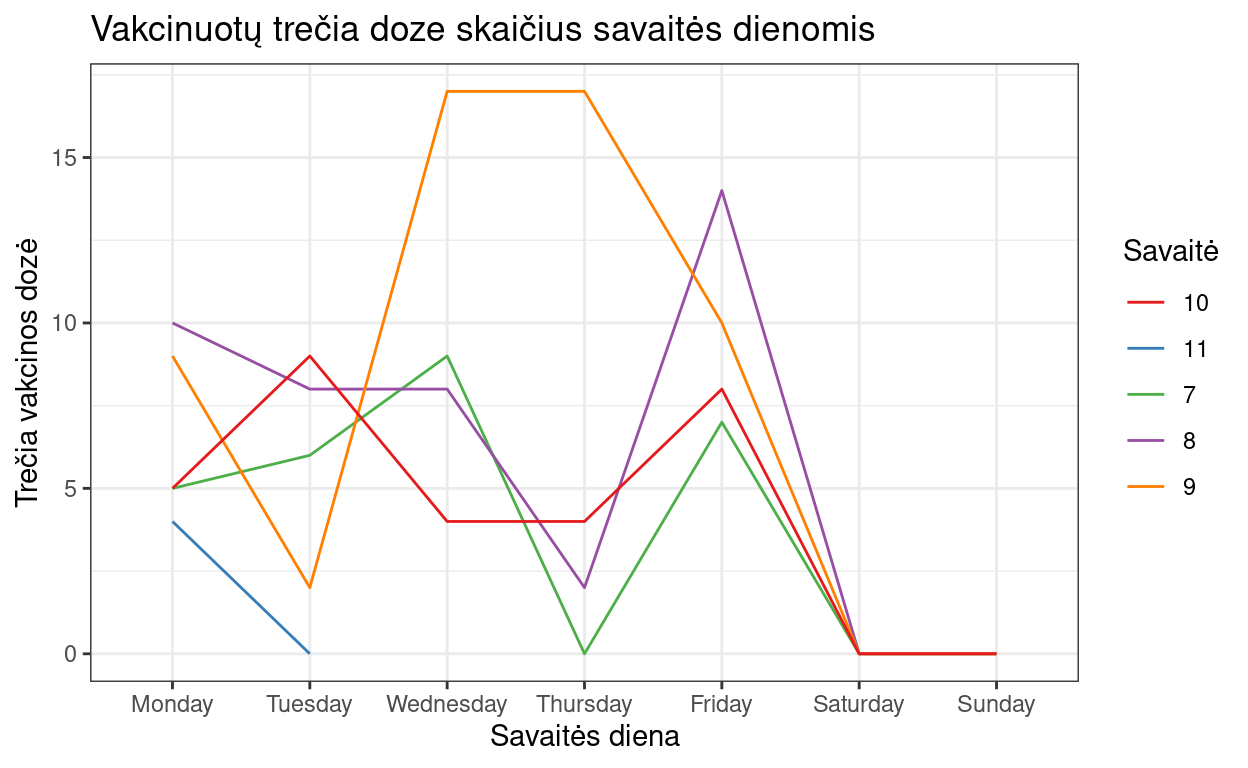 Vakcinuotų trečia doze skaičius savaitės dienomis
Trečia vakcinos dozė
15
10
5
0
Monday Tuesday Wednesday Thursday Friday Saturday Sunday
Savaitės diena
Savaitė
10
11
7
8
9